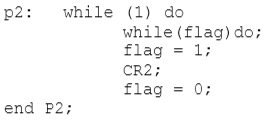 p2: while (1) do
while(flag)do;
flag = 1;
CR2;
flag = 0;
end P2;